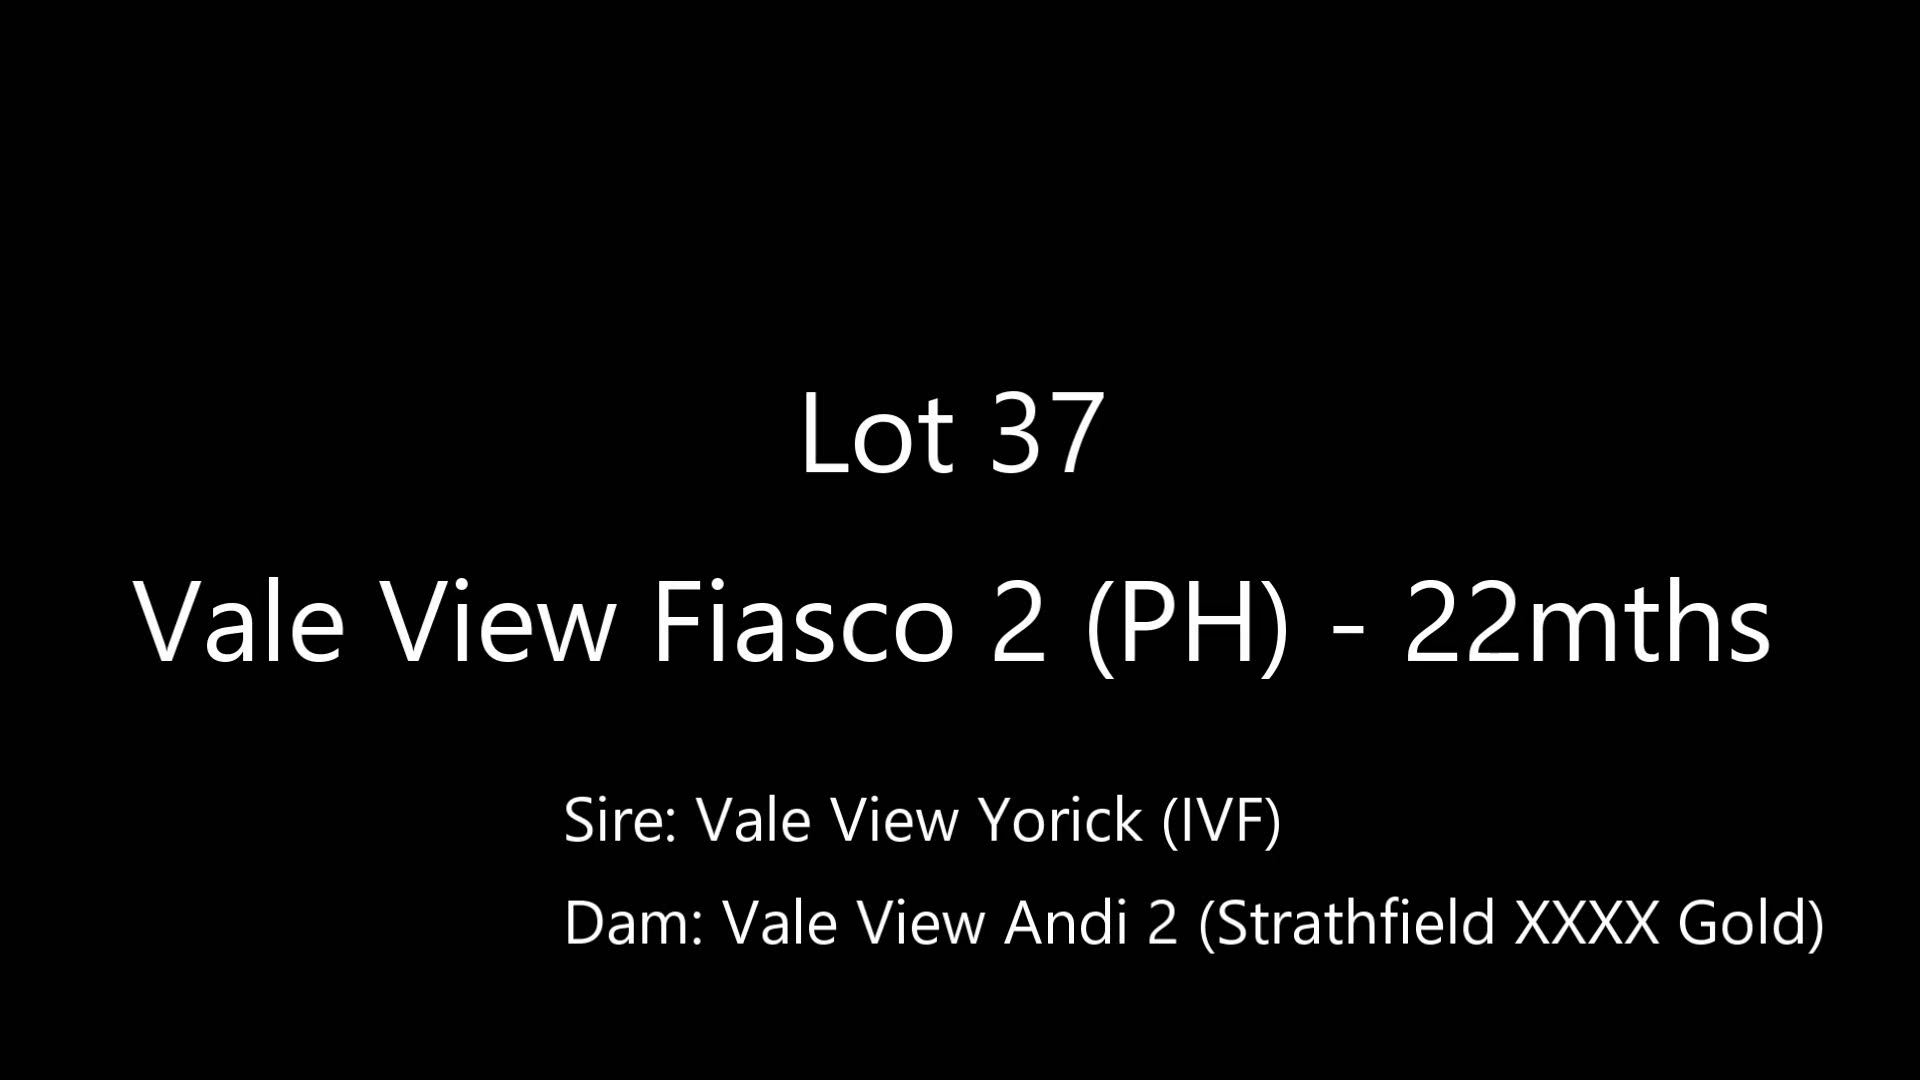 Lot 37
Vale View Fiasco 2 (PH) - 22mths
Sire: Vale View Yorick (IVF)
Dam: Vale View Andi 2 (Strathfield XXXX Gold)